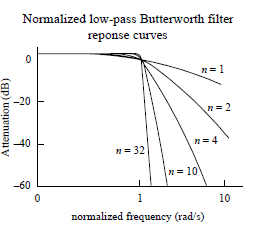 Normalized low-pass Butterworth filter
reponse curves
0
n = 1
n = 2
−20
Attenuation (dB)
−40
n = 4
n = 32
n = 10
−60
0
1
10
normalized frequency (rad/s)